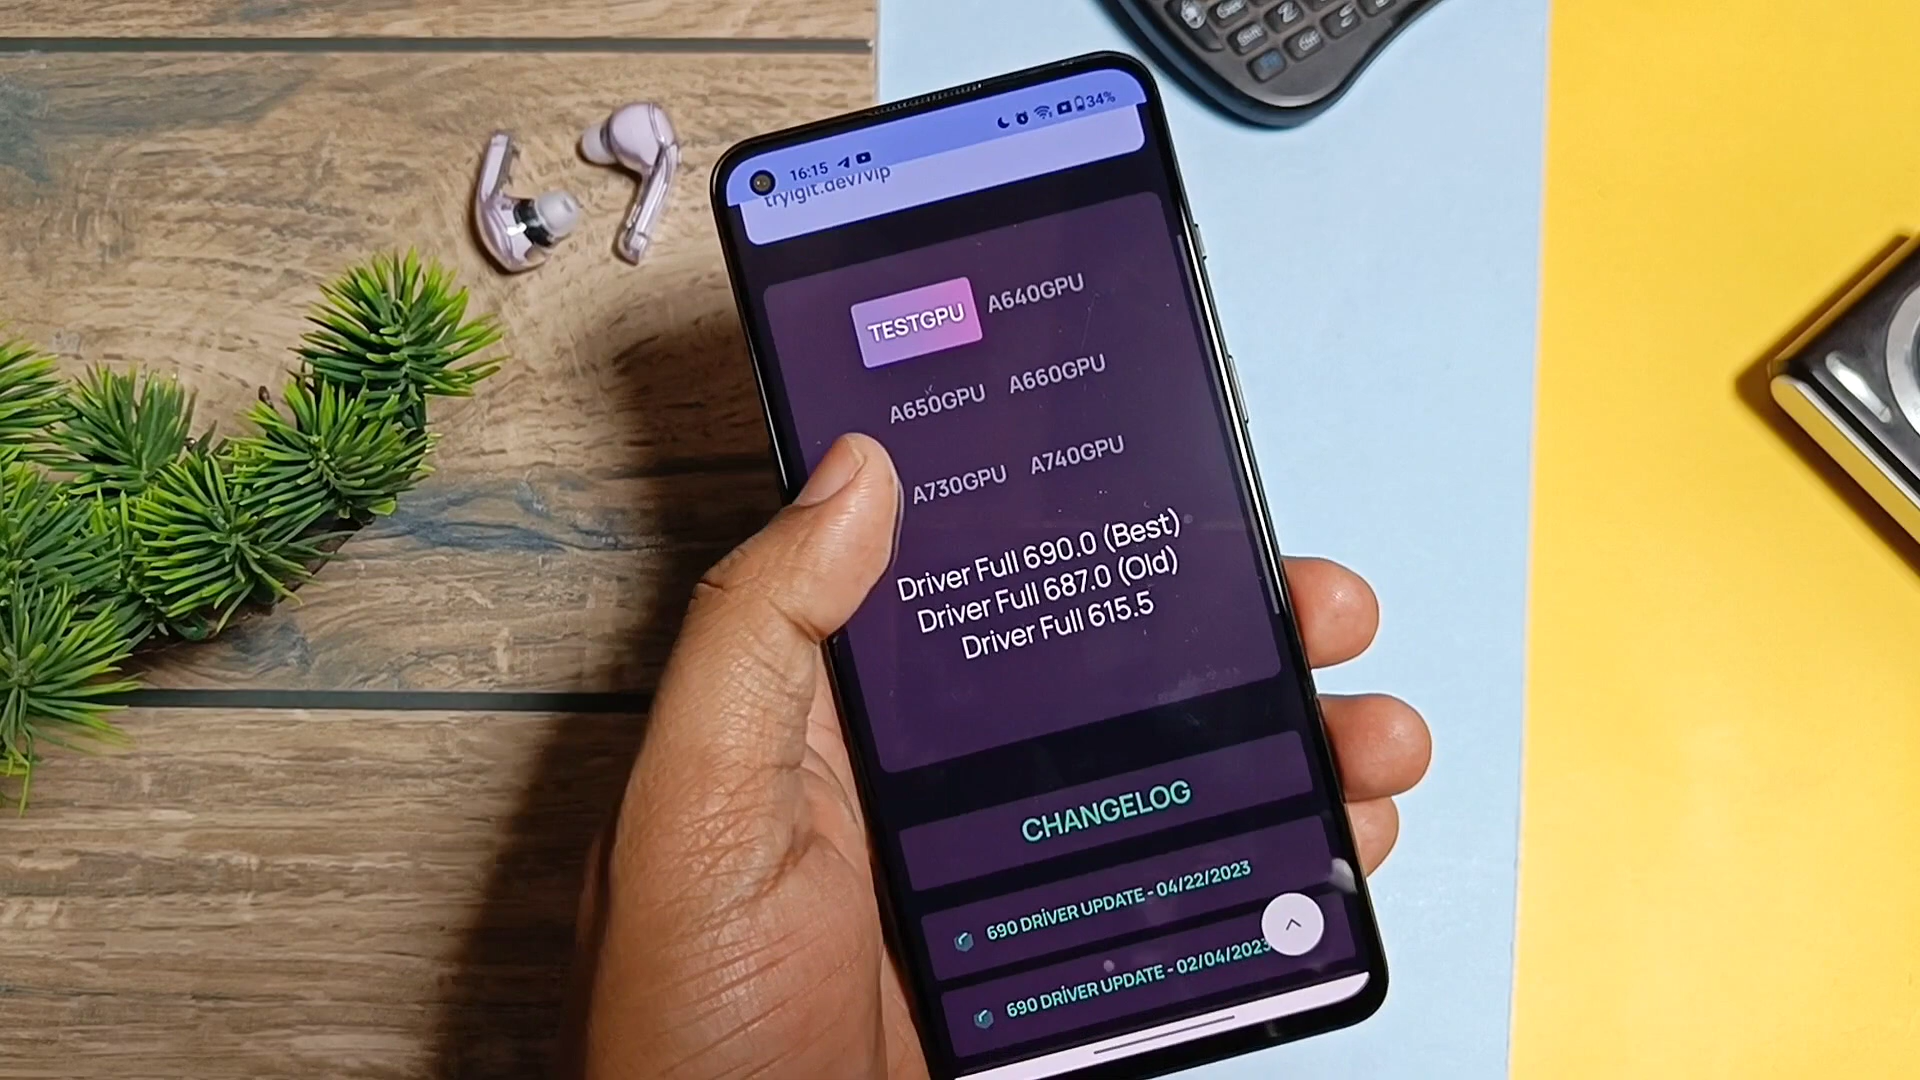 16:15
34%
tryigit.dev/vip
TESTGPU A640GPU
A650GPU A660GPU
A730GPU A740GPU
Driver Full 690.0 (Best)
Driver Full 687.0 (Old)
Driver Full 615.5
CHANGELOG
690 DRİVER UPDATE - 04/22/2023
690 DRİVER UPDATE - 02/04/2023